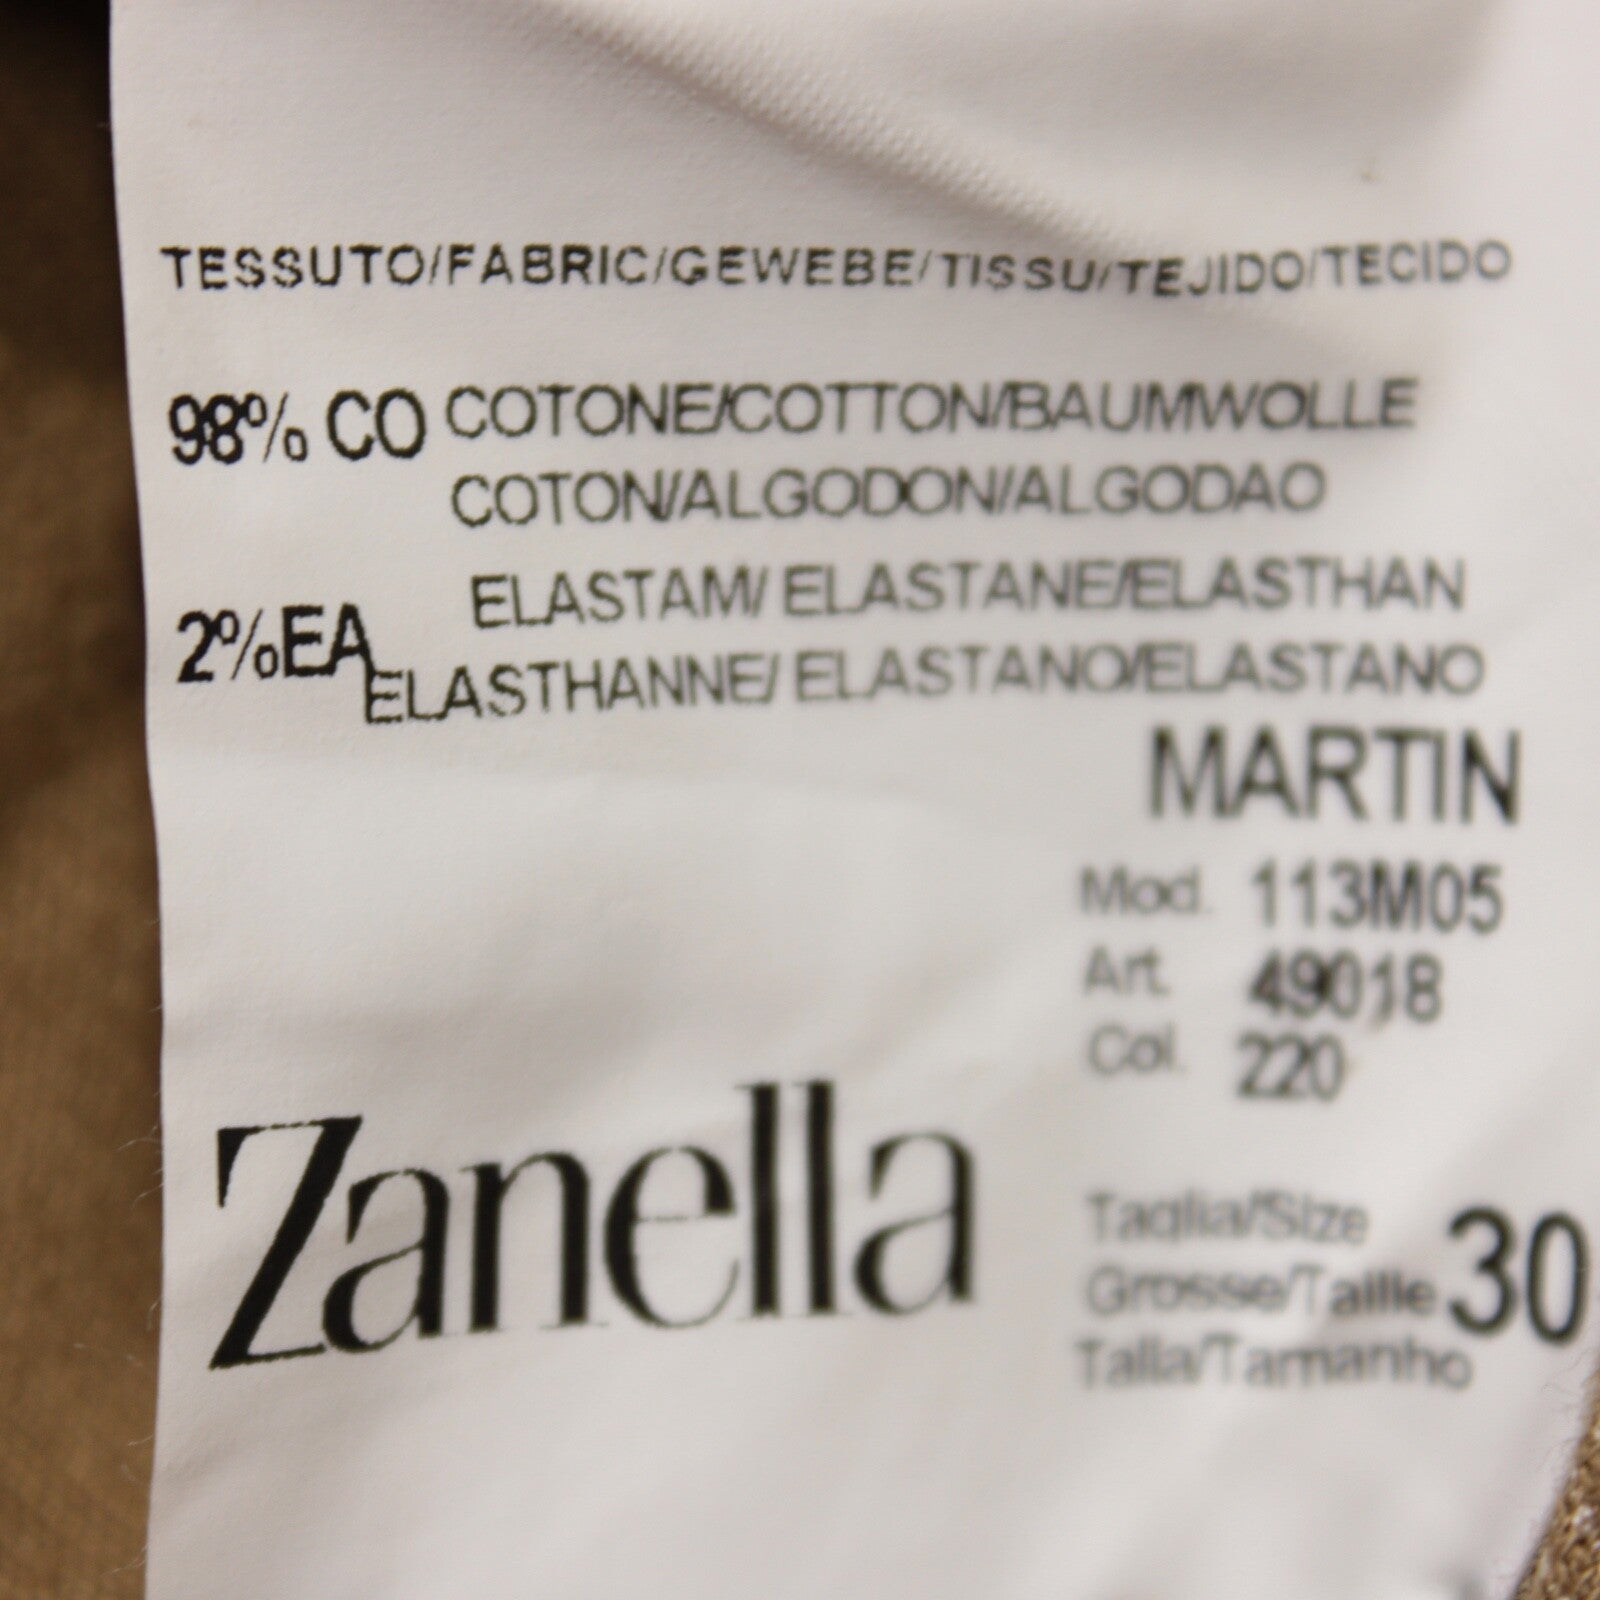 TESSUTO/FABRIC/GEWEBE/TISSU/TEJIDO/TECIDO
98% CO COTONE/COTTON/BAUMWOLLE
COTON/ALGODON/ALGODAO
2%EA ELASTAM/ ELASTANE/ELASTHAN
ELASTHANNE/ ELASTANO/ELASTANO
MARTIN
Mod. 113M05
Art. 49018
Col. 220
Zanella
Taglia/Size
Grosse/Taille 30
Talla/Tamanho